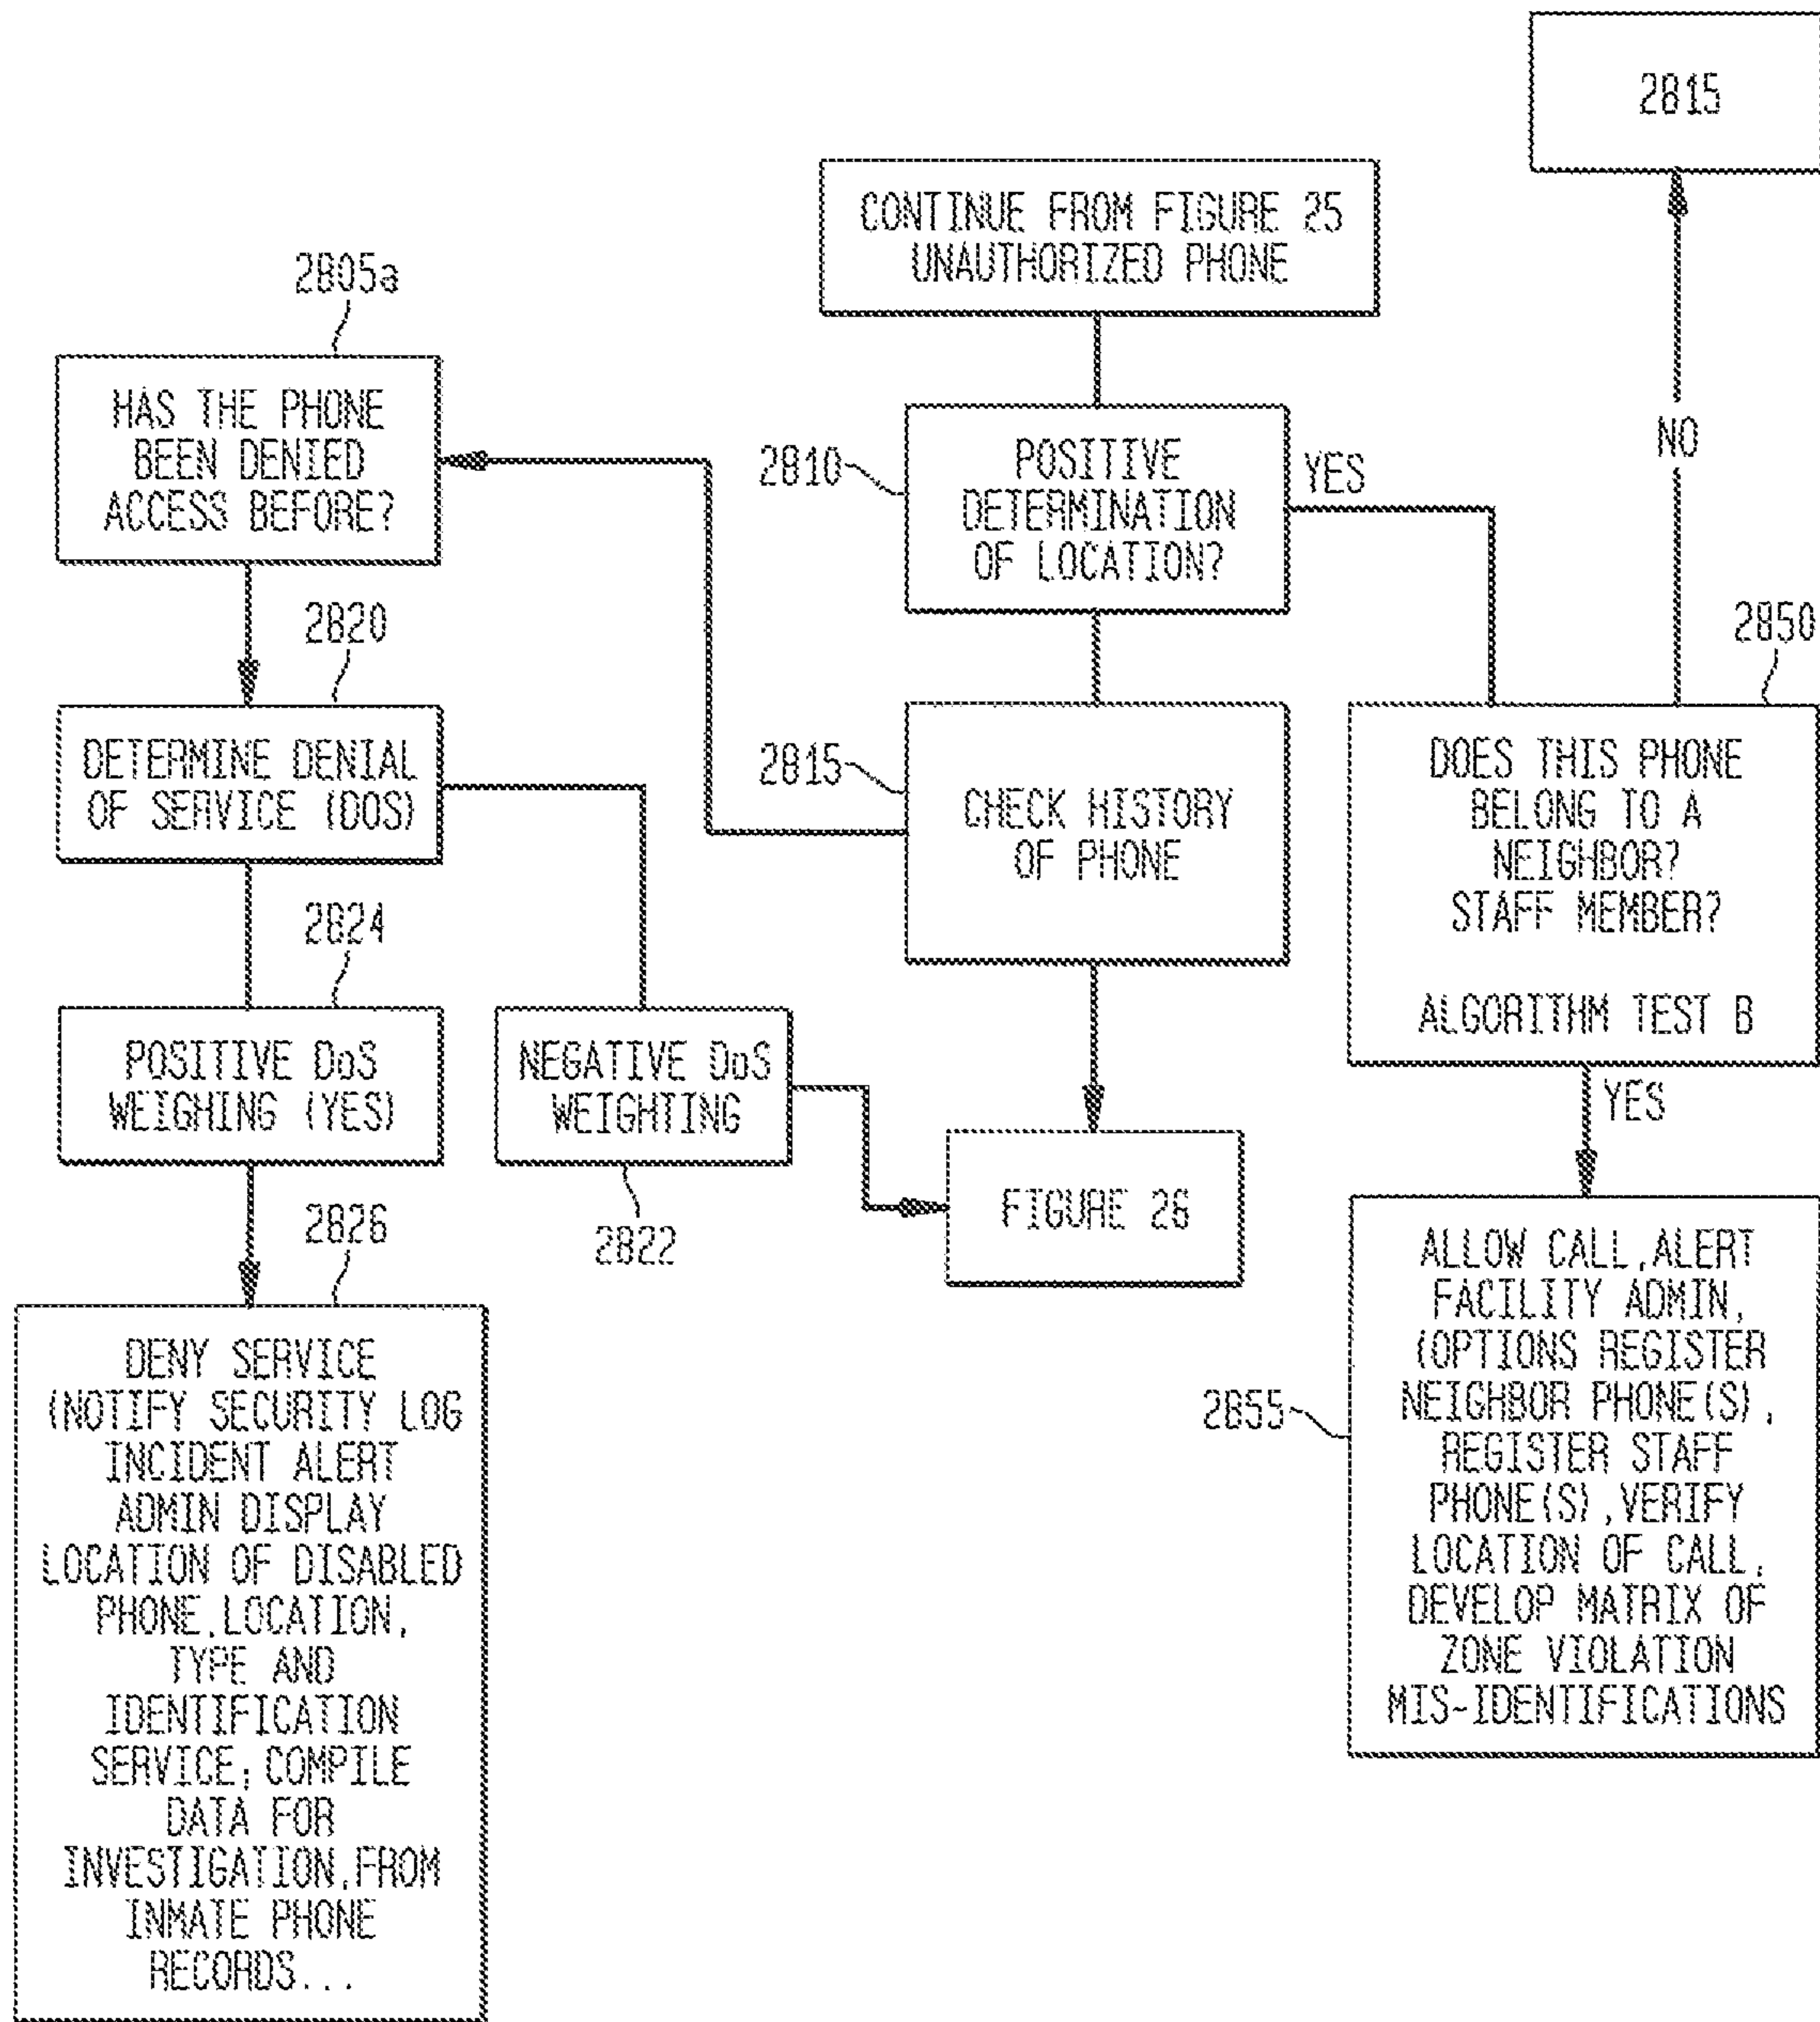 2815
CONTINUE FROM FIGURE 25
UNAUTHORIZED PHONE
2805a
HAS THE PHONE
BEEN DENIED
ACCESS BEFORE?
2810
POSITIVE
DETERMINATION
OF LOCATION?
YES
NO
2820
DETERMINE DENIAL
OF SERVICE (DOS)
2815
CHECK HISTORY
OF PHONE
2850
DOES THIS PHONE
BELONG TO A
NEIGHBOR?
STAFF MEMBER?
ALGORITHM TEST B
2824
POSITIVE DoS
WEIGHING (YES)
NEGATIVE DoS
WEIGHTING
2822
FIGURE 26
YES
2826
DENY SERVICE
(NOTIFY SECURITY LOG
INCIDENT ALERT
ADMIN DISPLAY
LOCATION OF DISABLED
PHONE,LOCATION,
TYPE AND
IDENTIFICATION
SERVICE; COMPILE
DATA FOR
INVESTIGATION,FROM
INMATE PHONE
RECORDS...
2855
ALLOW CALL,ALERT
FACILITY ADMIN,
(OPTIONS REGISTER
NEIGHBOR PHONE(S),
REGISTER STAFF
PHONE(S),VERIFY
LOCATION OF CALL,
DEVELOP MATRIX OF
ZONE VIOLATION
MIS-IDENTIFICATIONS